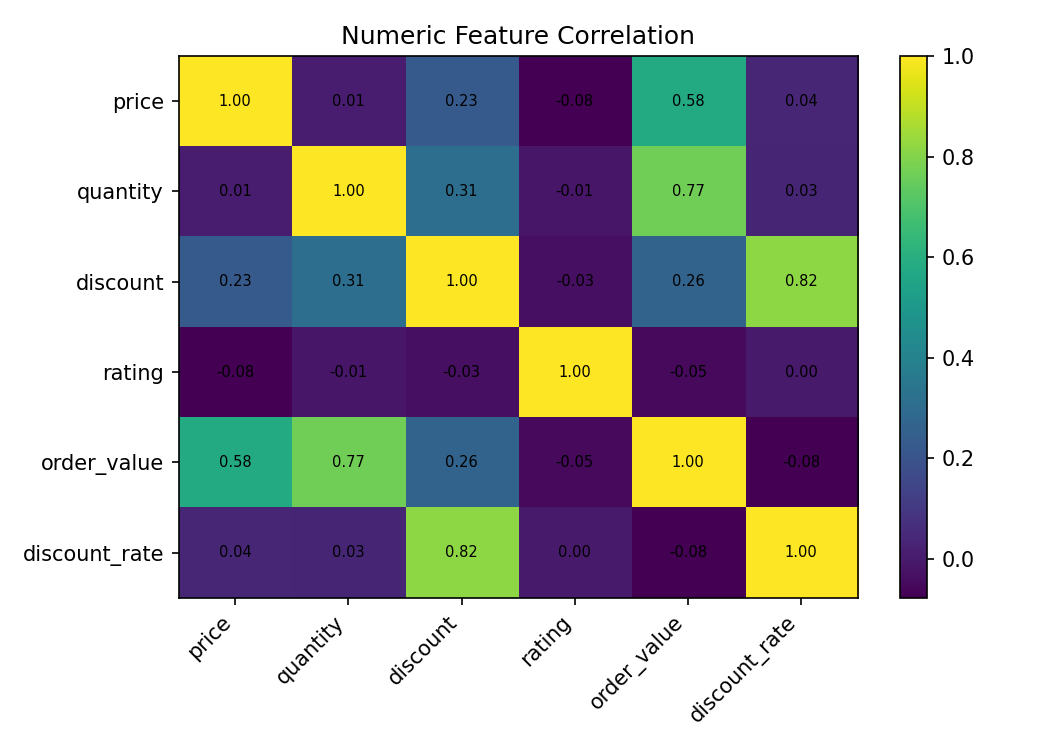 Numeric Feature Correlation
price 1.00 0.01 0.23 -0.08 0.58 0.04
quantity 0.01 1.00 0.31 -0.01 0.77 0.03
discount 0.23 0.31 1.00 -0.03 0.26 0.82
rating -0.08 -0.01 -0.03 1.00 -0.05 0.00
order_value 0.58 0.77 0.26 -0.05 1.00 -0.08
discount_rate 0.04 0.03 0.82 0.00 -0.08 1.00
price quantity discount rating order_value discount_rate
1.0
0.8
0.6
0.4
0.2
0.0